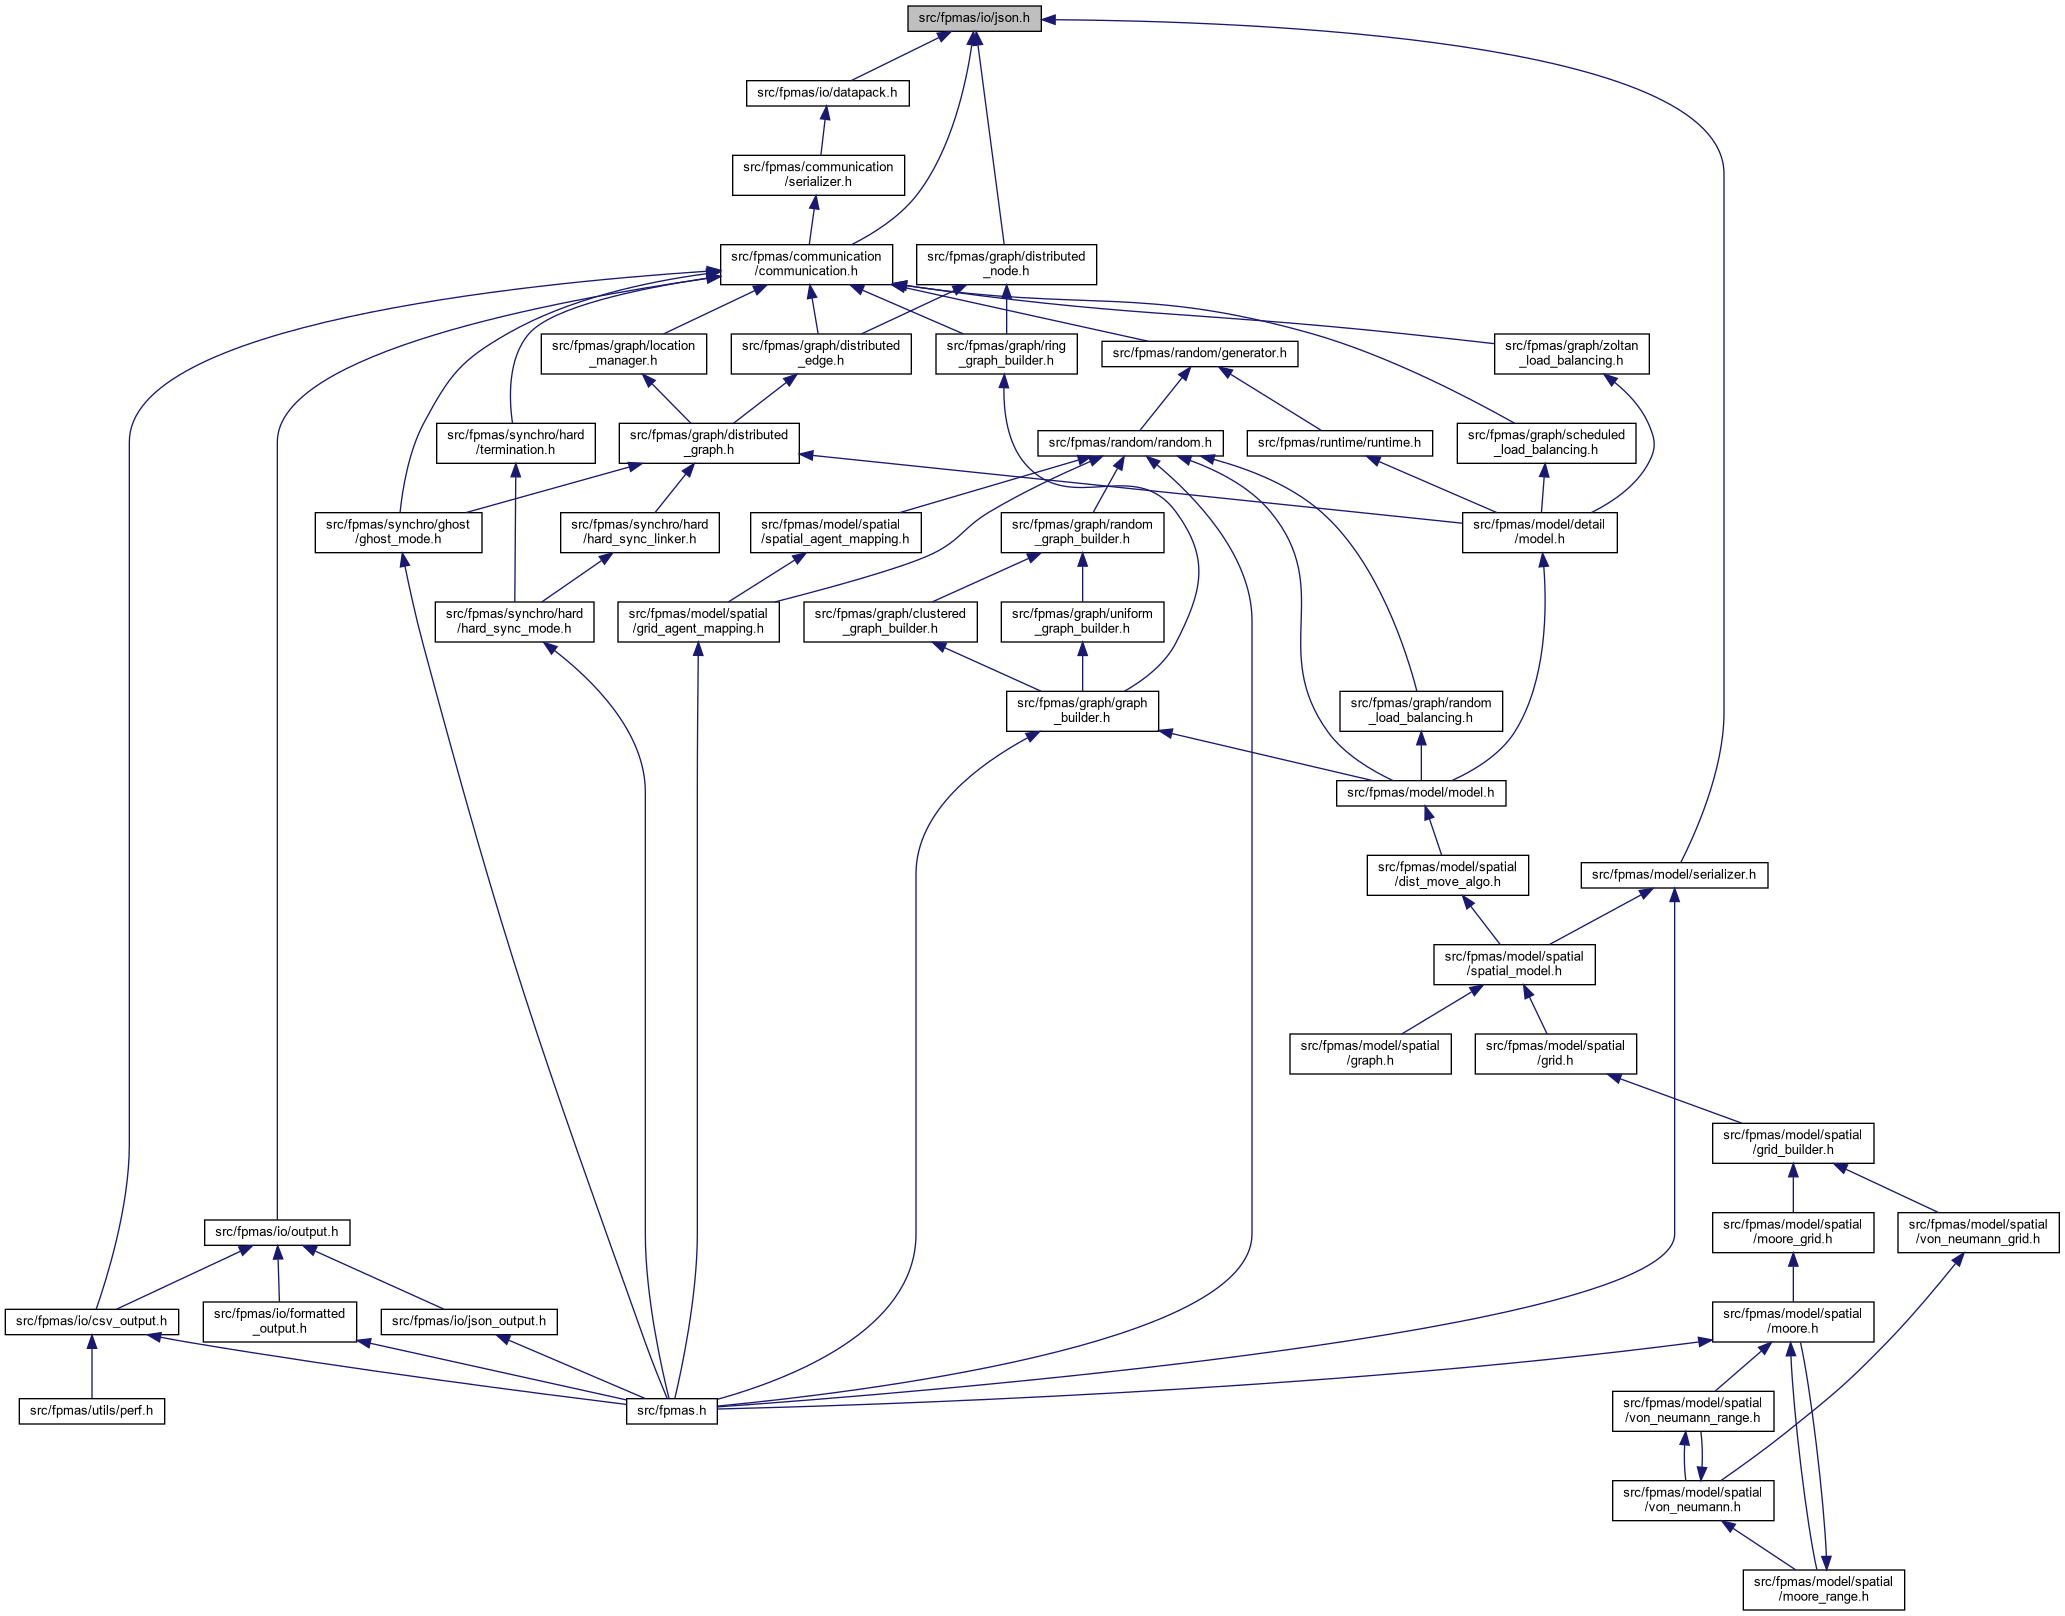 src/fpmas/io/json.h
src/fpmas/io/datapack.h
src/fpmas/communication
/serializer.h
src/fpmas/communication
/communication.h
src/fpmas/graph/distributed
_node.h
src/fpmas/graph/location
_manager.h
src/fpmas/graph/distributed
_edge.h
src/fpmas/graph/ring
_graph_builder.h
src/fpmas/random/generator.h
src/fpmas/graph/zoltan
_load_balancing.h
src/fpmas/synchro/hard
/termination.h
src/fpmas/graph/distributed
_graph.h
src/fpmas/random/random.h
src/fpmas/runtime/runtime.h
src/fpmas/graph/scheduled
_load_balancing.h
src/fpmas/synchro/ghost
/ghost_mode.h
src/fpmas/synchro/hard
/hard_sync_linker.h
src/fpmas/model/spatial
/spatial_agent_mapping.h
src/fpmas/graph/random
_graph_builder.h
src/fpmas/model/detail
/model.h
src/fpmas/synchro/hard
/hard_sync_mode.h
src/fpmas/model/spatial
/grid_agent_mapping.h
src/fpmas/graph/clustered
_graph_builder.h
src/fpmas/graph/uniform
_graph_builder.h
src/fpmas/graph/graph
_builder.h
src/fpmas/graph/random
_load_balancing.h
src/fpmas/model/model.h
src/fpmas/model/spatial
/dist_move_algo.h
src/fpmas/model/serializer.h
src/fpmas/model/spatial
/spatial_model.h
src/fpmas/model/spatial
/graph.h
src/fpmas/model/spatial
/grid.h
src/fpmas/model/spatial
/grid_builder.h
src/fpmas/io/output.h
src/fpmas/model/spatial
/moore_grid.h
src/fpmas/model/spatial
/von_neumann_grid.h
src/fpmas/io/csv_output.h
src/fpmas/io/formatted
_output.h
src/fpmas/io/json_output.h
src/fpmas/model/spatial
/moore.h
src/fpmas/utils/perf.h
src/fpmas.h
src/fpmas/model/spatial
/von_neumann_range.h
src/fpmas/model/spatial
/von_neumann.h
src/fpmas/model/spatial
/moore_range.h